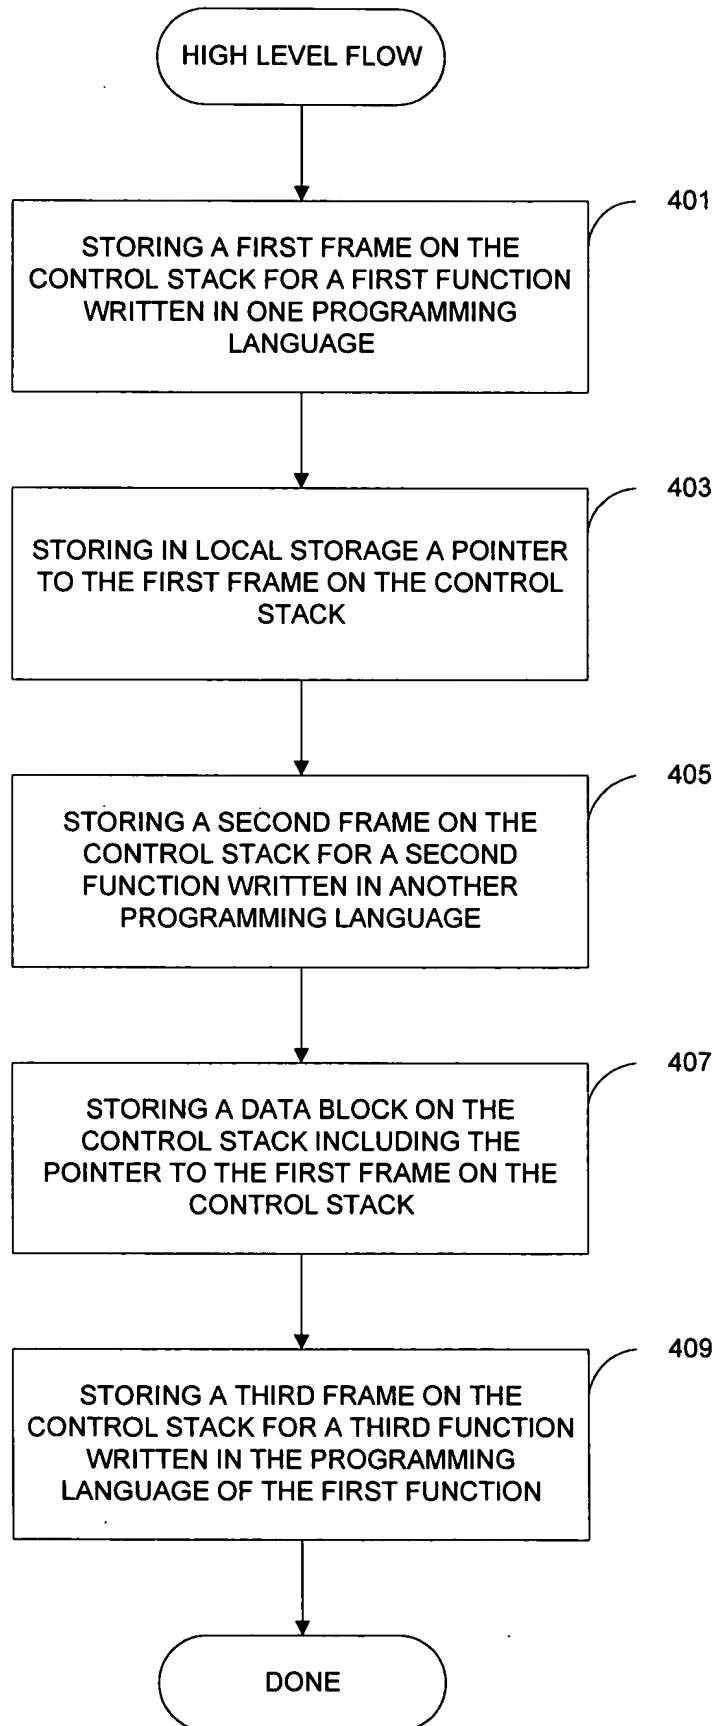 HIGH LEVEL FLOW
401
STORING A FIRST FRAME ON THE
CONTROL STACK FOR A FIRST FUNCTION
WRITTEN IN ONE PROGRAMMING
LANGUAGE
403
STORING IN LOCAL STORAGE A POINTER
TO THE FIRST FRAME ON THE CONTROL
STACK
405
STORING A SECOND FRAME ON THE
CONTROL STACK FOR A SECOND
FUNCTION WRITTEN IN ANOTHER
PROGRAMMING LANGUAGE
407
STORING A DATA BLOCK ON THE
CONTROL STACK INCLUDING THE
POINTER TO THE FIRST FRAME ON THE
CONTROL STACK
409
STORING A THIRD FRAME ON THE
CONTROL STACK FOR A THIRD FUNCTION
WRITTEN IN THE PROGRAMMING
LANGUAGE OF THE FIRST FUNCTION
DONE